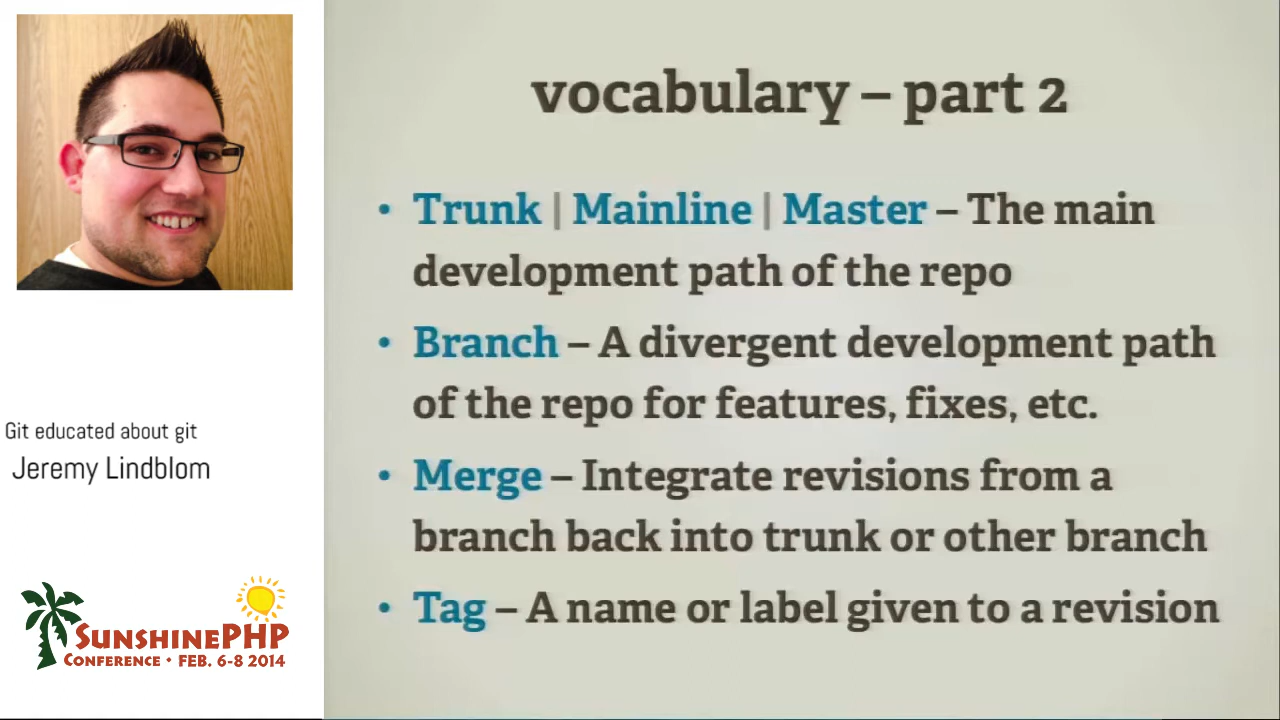 Git educated about git
Jeremy Lindblom
SUNSHINEPHP
CONFERENCE • FEB. 6-8 2014
vocabulary – part 2
• Trunk | Mainline | Master – The main
development path of the repo
• Branch – A divergent development path
of the repo for features, fixes, etc.
• Merge – Integrate revisions from a
branch back into trunk or other branch
• Tag – A name or label given to a revision